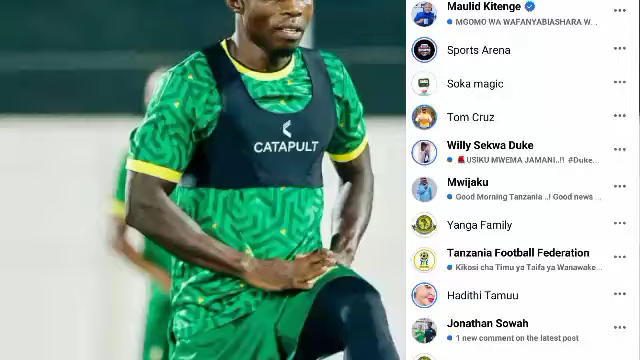 CATAPULT
Maulid Kitenge
MGOMO WA WAFANYABIASHARA W...
Sports Arena
Soka magic
Tom Cruz
Willy Sekwa Duke
USIKU MWEMA JAMANI..!! #Duke...
Mwijaku
Good Morning Tanzania ..! Good news ...
Yanga Family
Tanzania Football Federation
Kikosi cha Timu ya Taifa ya Wanawake...
Hadithi Tamuu
Jonathan Sowah
1 new comment on the latest post